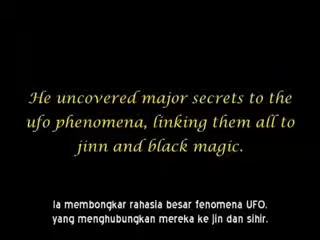 He uncovered major secrets to the
ufo phenomena, linking them all to
jinn and black magic.
Ia membongkar rahasia besar fenomena UFO.
yang menghubungkan mereka ke jin dan sihir.